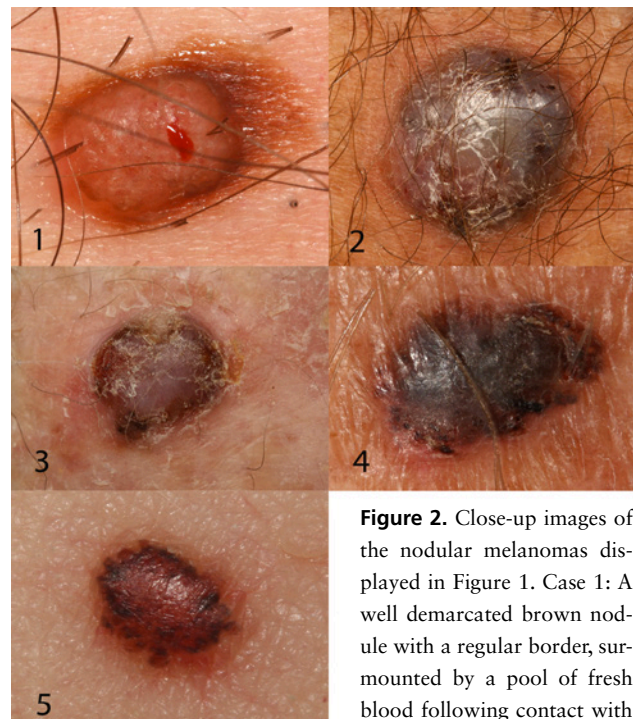 1
2
3
4
5
Figure 2. Close-up images of
the nodular melanomas dis-
played in Figure 1. Case 1: A
well demarcated brown nod-
ule with a regular border, sur-
mounted by a pool of fresh
blood following contact with